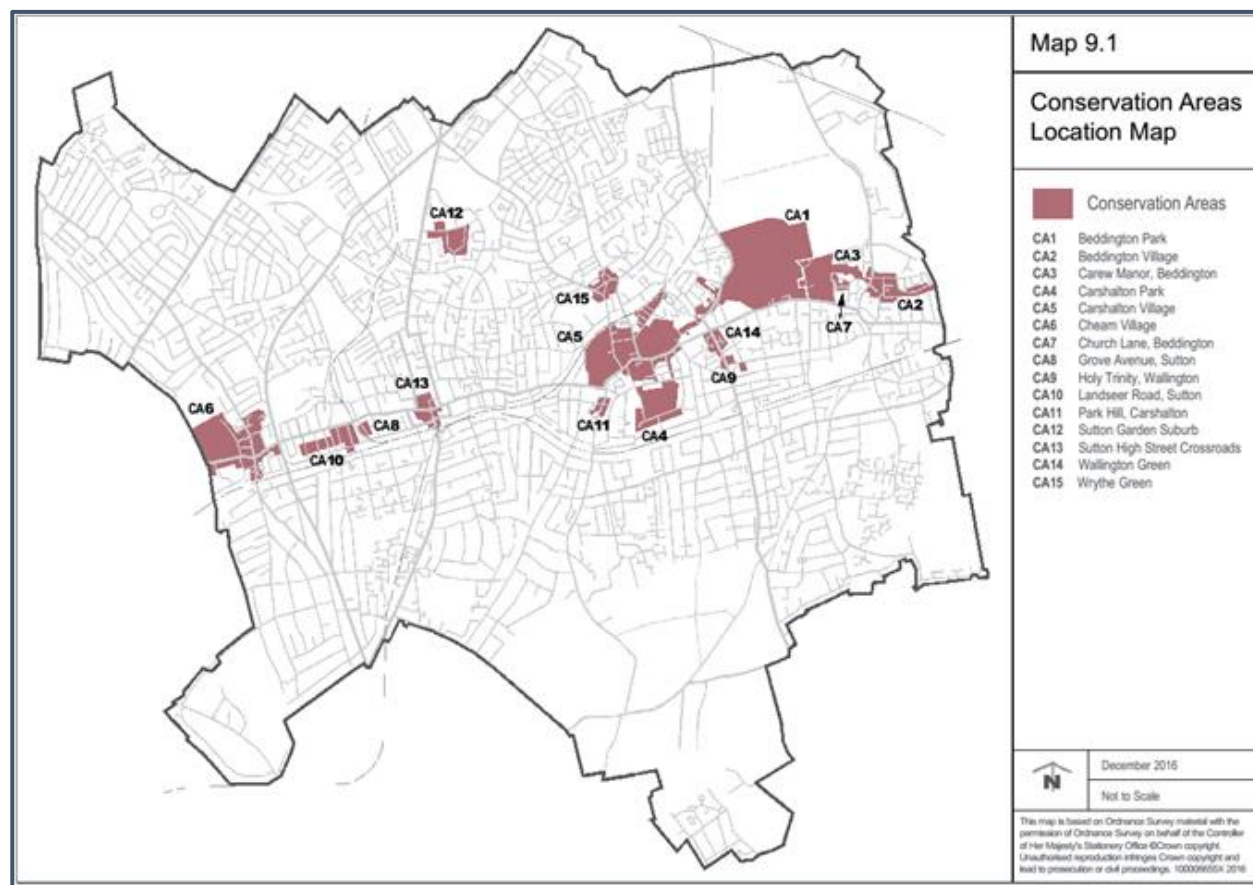 Map 9.1
Conservation Areas
Location Map
Conservation Areas
CA1 Beddington Park
CA2 Beddington Village
CA3 Carew Manor, Beddington
CA4 Carshalton Park
CA5 Carshalton Village
CA6 Cheam Village
CA7 Church Lane, Beddington
CA8 Grove Avenue, Sutton
CA9 Holy Trinity, Wallington
CA10 Landseer Road, Sutton
CA11 Park Hill, Carshalton
CA12 Sutton Garden Suburb
CA13 Sutton High Street Crossroads
CA14 Wallington Green
CA15 Wrythe Green
CA12
CA1
CA3
CA15
CA2
CA7
CA5
CA14
CA9
CA13
CA6
CA8
CA11
CA4
CA10
N
December 2016
Not to Scale
This map is based on Ordnance Survey material with the
permission of Ordnance Survey on behalf of the Controller
of Her Majesty's Stationery Office ©Crown copyright.
Unauthorised reproduction infringes Crown copyright and
lead to prosecution or civil proceedings. 2016